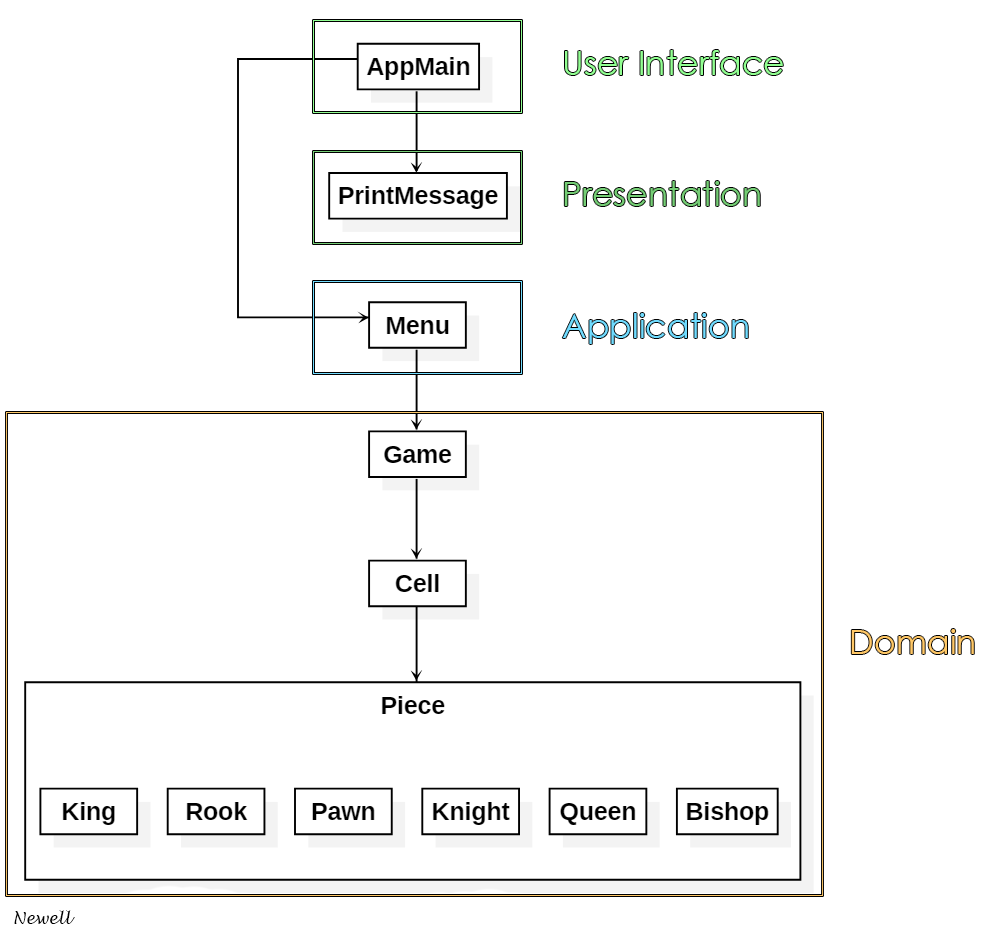 AppMain
User Interface
PrintMessage
Presentation
Menu
Application
Game
Cell
Domain
Piece
King Rook Pawn Knight Queen Bishop
Newell